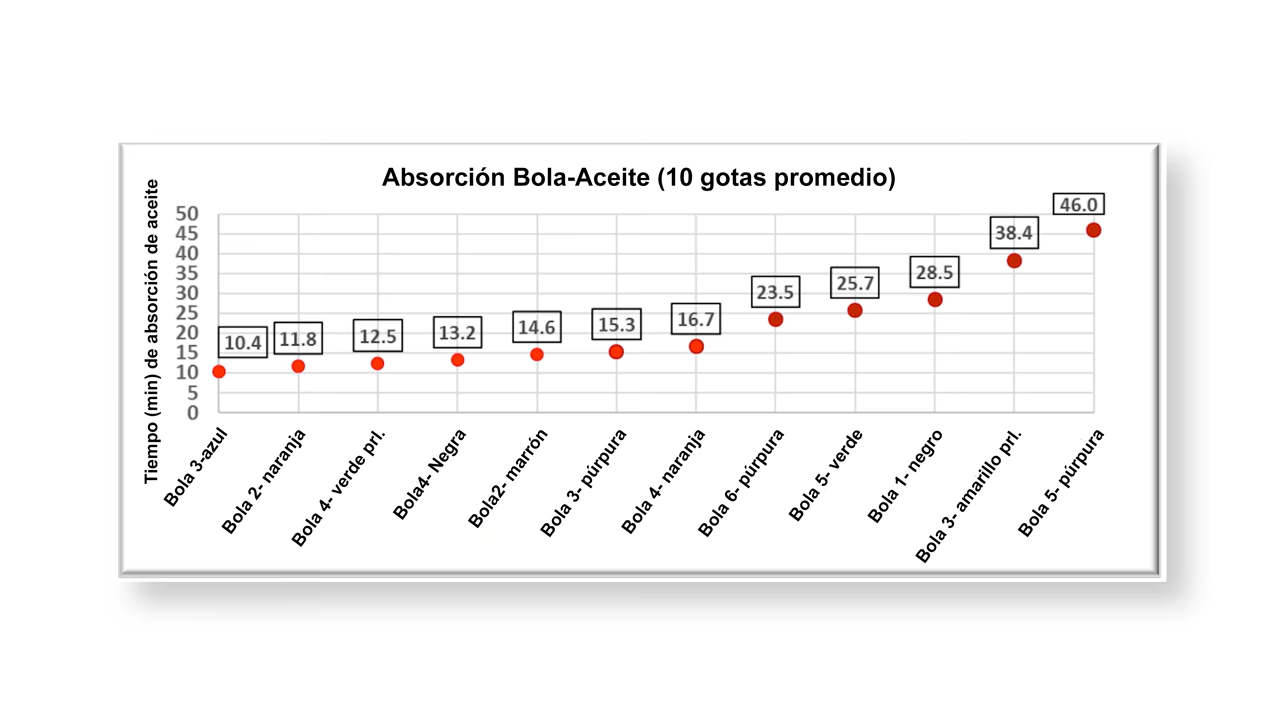 Absorción Bola-Aceite (10 gotas promedio)
Tiempo (min) de absorción de aceite
50
45
40
35
30
25
20
15
10
5
0
10.4
11.8
12.5
13.2
14.6
15.3
16.7
23.5
25.7
28.5
38.4
46.0
Bola 3-azul
Bola 2- naranja
Bola 4- verde prl.
Bola4- Negra
Bola2- marrón
Bola 3- púrpura
Bola 4- naranja
Bola 6- púrpura
Bola 5- verde
Bola 1- negro
Bola 3- amarillo prl.
Bola 5- púrpura